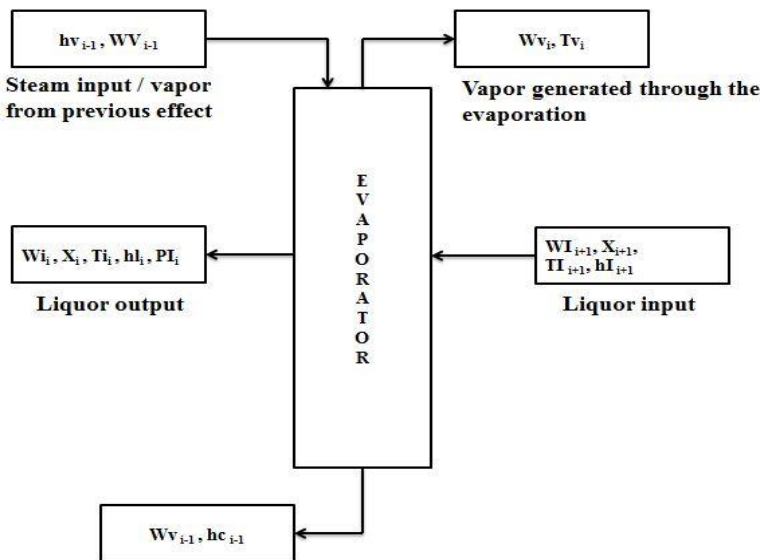 hv i-1 , WV i-1
Steam input / vapor
from previous effect
Wv i, Tv i
Vapor generated through the
evaporation
E
V
A
P
O
R
A
T
O
R
Wi i, X i, Ti i, hl i, PI i
Liquor output
WI i+1, X i+1,
TI i+1, hI i+1
Liquor input
Wv i-1, hc i-1